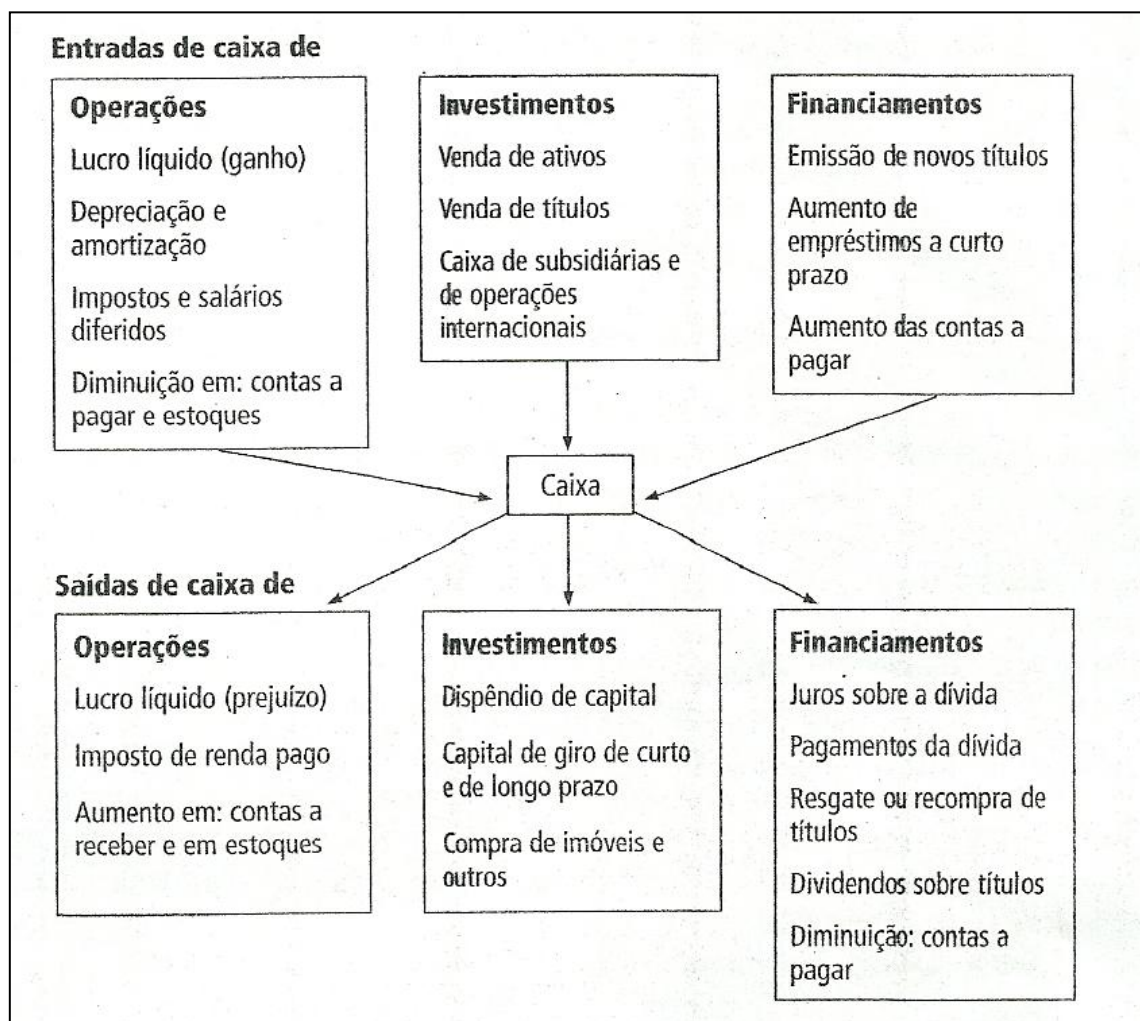 Entradas de caixa de
Operações
Lucro líquido (ganho)
Depreciação e
amortização
Impostos e salários
diferidos
Diminuição em: contas a
pagar e estoques
Investimentos
Venda de ativos
Venda de títulos
Caixa de subsidiárias e
de operações
internacionais
Financiamentos
Emissão de novos títulos
Aumento de
empréstimos a curto
prazo
Aumento das contas a
pagar
Caixa
Saídas de caixa de
Operações
Lucro líquido (prejuízo)
Imposto de renda pago
Aumento em: contas a
receber e em estoques
Investimentos
Dispêndio de capital
Capital de giro de curto
e de longo prazo
Compra de imóveis e
outros
Financiamentos
Juros sobre a dívida
Pagamentos da dívida
Resgate ou recompra de
títulos
Dividendos sobre títulos
Diminuição: contas a
pagar